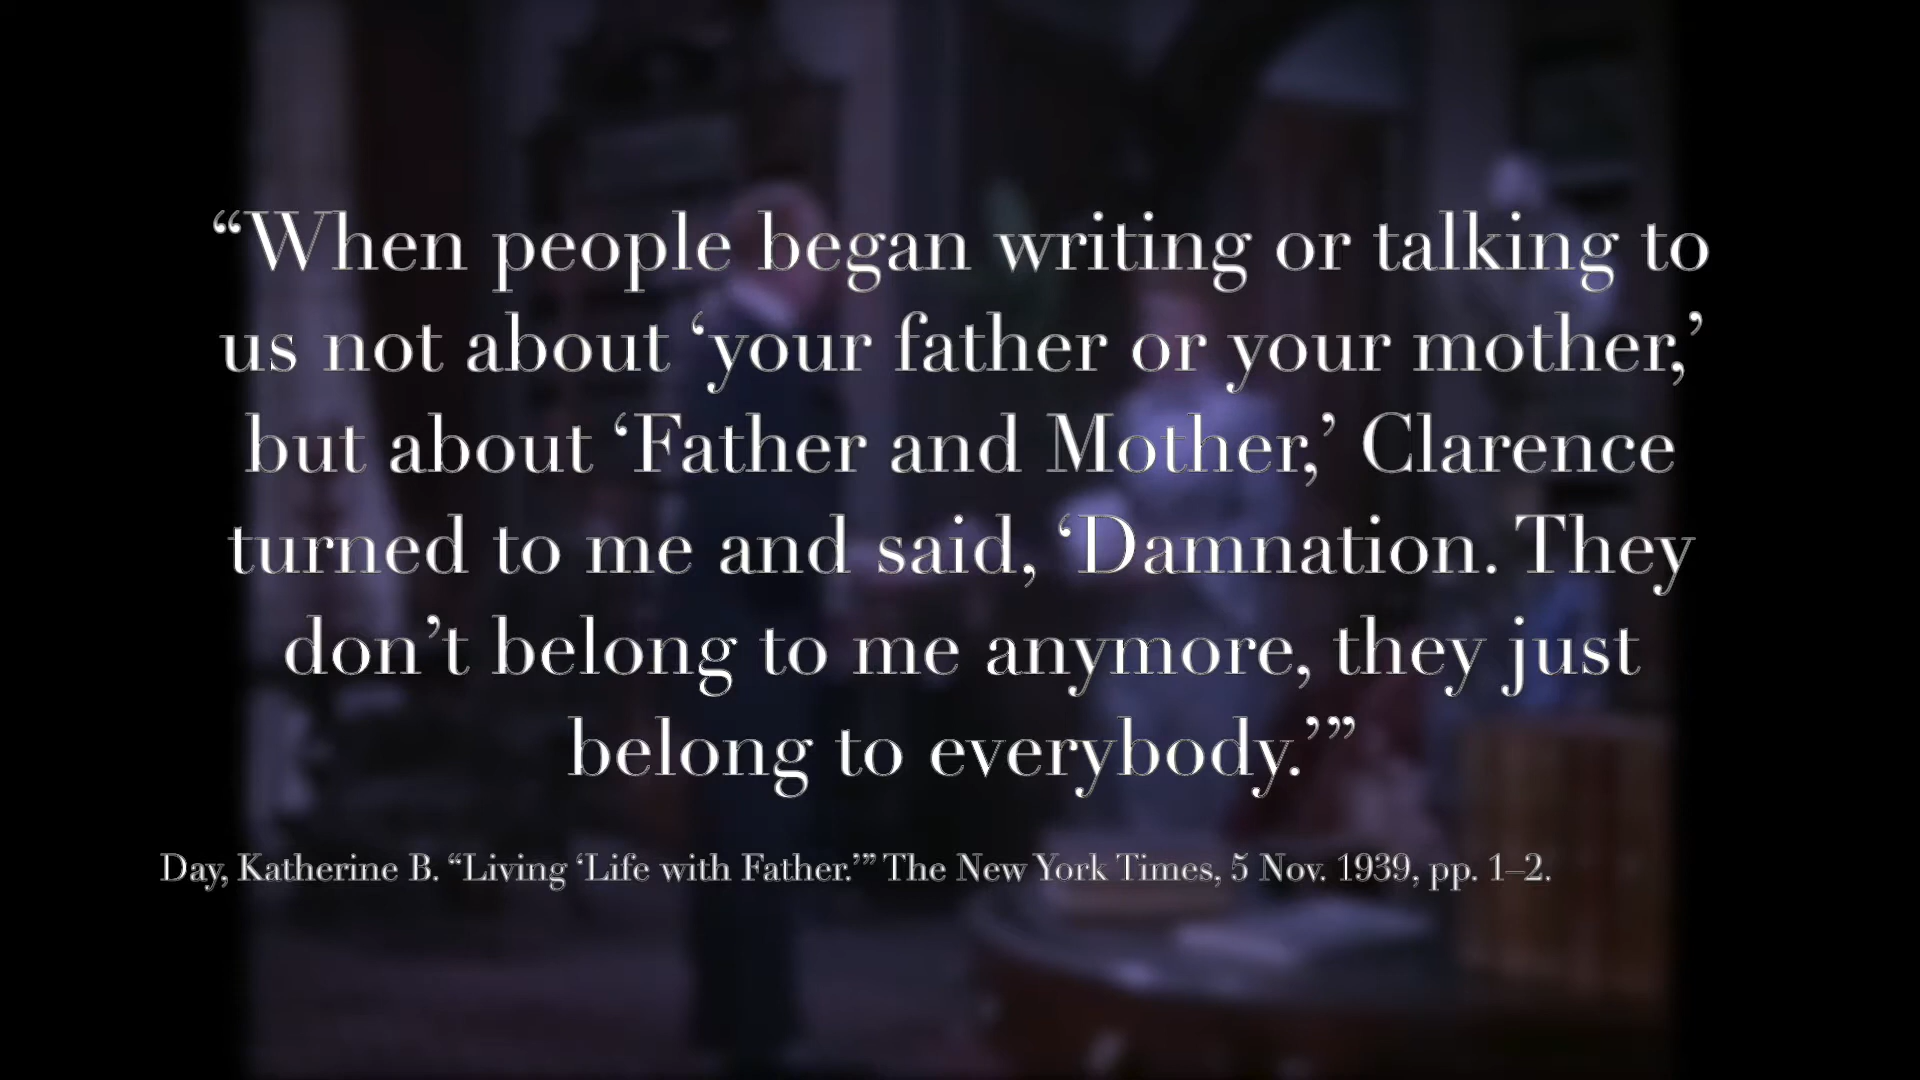 “When people began writing or talking to
us not about ‘your father or your mother,’
but about ‘Father and Mother,’ Clarence
turned to me and said, ‘Damnation. They
don’t belong to me anymore, they just
belong to everybody.’”
Day, Katherine B. “Living ‘Life with Father.’” The New York Times, 5 Nov. 1939, pp. 1–2.